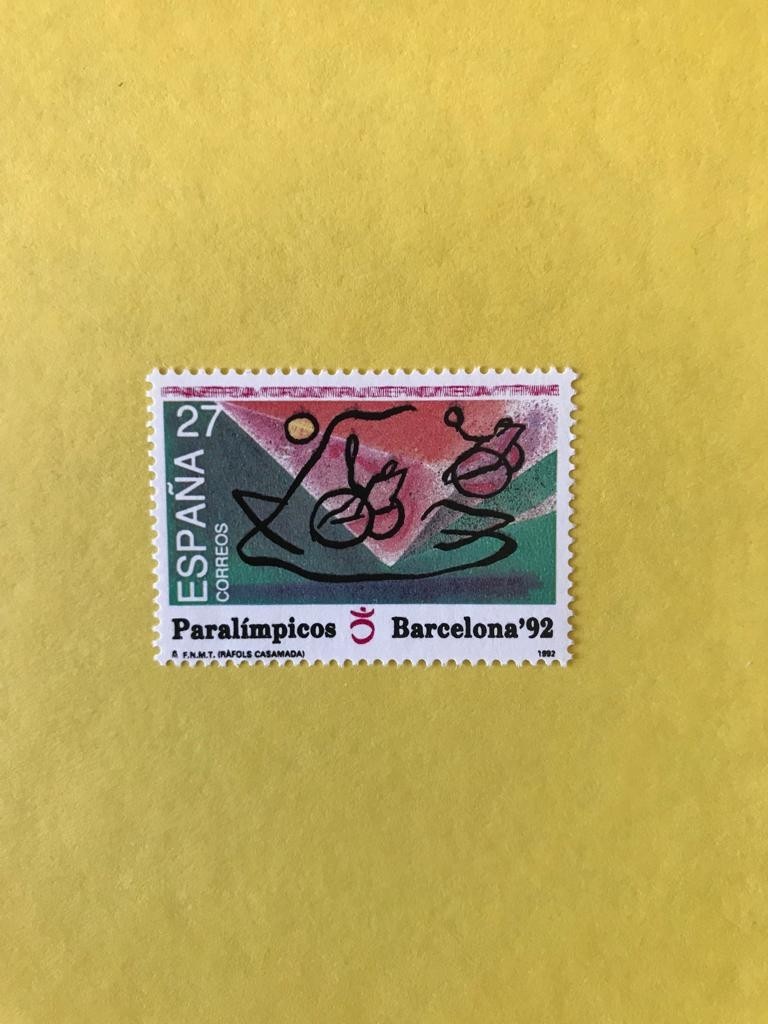 ESPAÑA 27
CORREOS
Paralímpicos Barcelona'92
F.N.M.T. (RÀFOLS CASAMADA) 1992